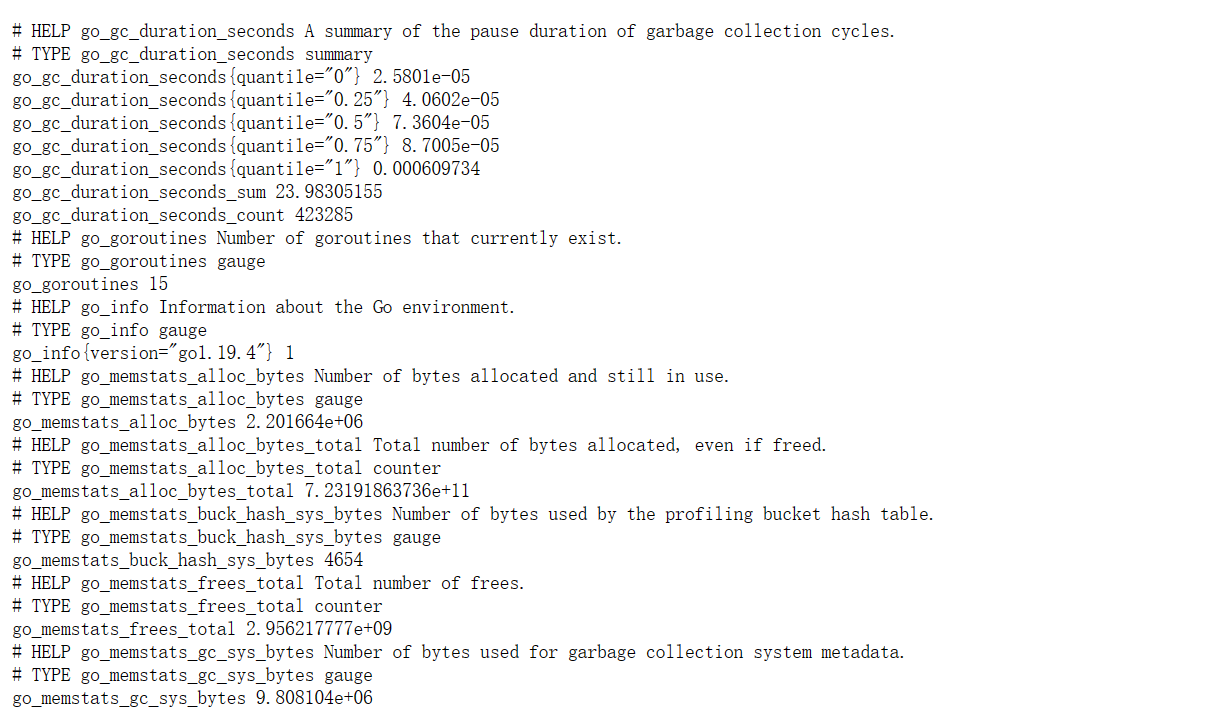 # HELP go_gc_duration_seconds A summary of the pause duration of garbage collection cycles.
# TYPE go_gc_duration_seconds summary
go_gc_duration_seconds{quantile="0"} 2.5801e-05
go_gc_duration_seconds{quantile="0.25"} 4.0602e-05
go_gc_duration_seconds{quantile="0.5"} 7.3604e-05
go_gc_duration_seconds{quantile="0.75"} 8.7005e-05
go_gc_duration_seconds{quantile="1"} 0.000609734
go_gc_duration_seconds_sum 23.98305155
go_gc_duration_seconds_count 423285
# HELP go_goroutines Number of goroutines that currently exist.
# TYPE go_goroutines gauge
go_goroutines 15
# HELP go_info Information about the Go environment.
# TYPE go_info gauge
go_info{version="go1.19.4"} 1
# HELP go_memstats_alloc_bytes Number of bytes allocated and still in use.
# TYPE go_memstats_alloc_bytes gauge
go_memstats_alloc_bytes 2.201664e+06
# HELP go_memstats_alloc_bytes_total Total number of bytes allocated, even if freed.
# TYPE go_memstats_alloc_bytes_total counter
go_memstats_alloc_bytes_total 7.23191863736e+11
# HELP go_memstats_buck_hash_sys_bytes Number of bytes used by the profiling bucket hash table.
# TYPE go_memstats_buck_hash_sys_bytes gauge
go_memstats_buck_hash_sys_bytes 4654
# HELP go_memstats_frees_total Total number of frees.
# TYPE go_memstats_frees_total counter
go_memstats_frees_total 2.956217777e+09
# HELP go_memstats_gc_sys_bytes Number of bytes used for garbage collection system metadata.
# TYPE go_memstats_gc_sys_bytes gauge
go_memstats_gc_sys_bytes 9.808104e+06